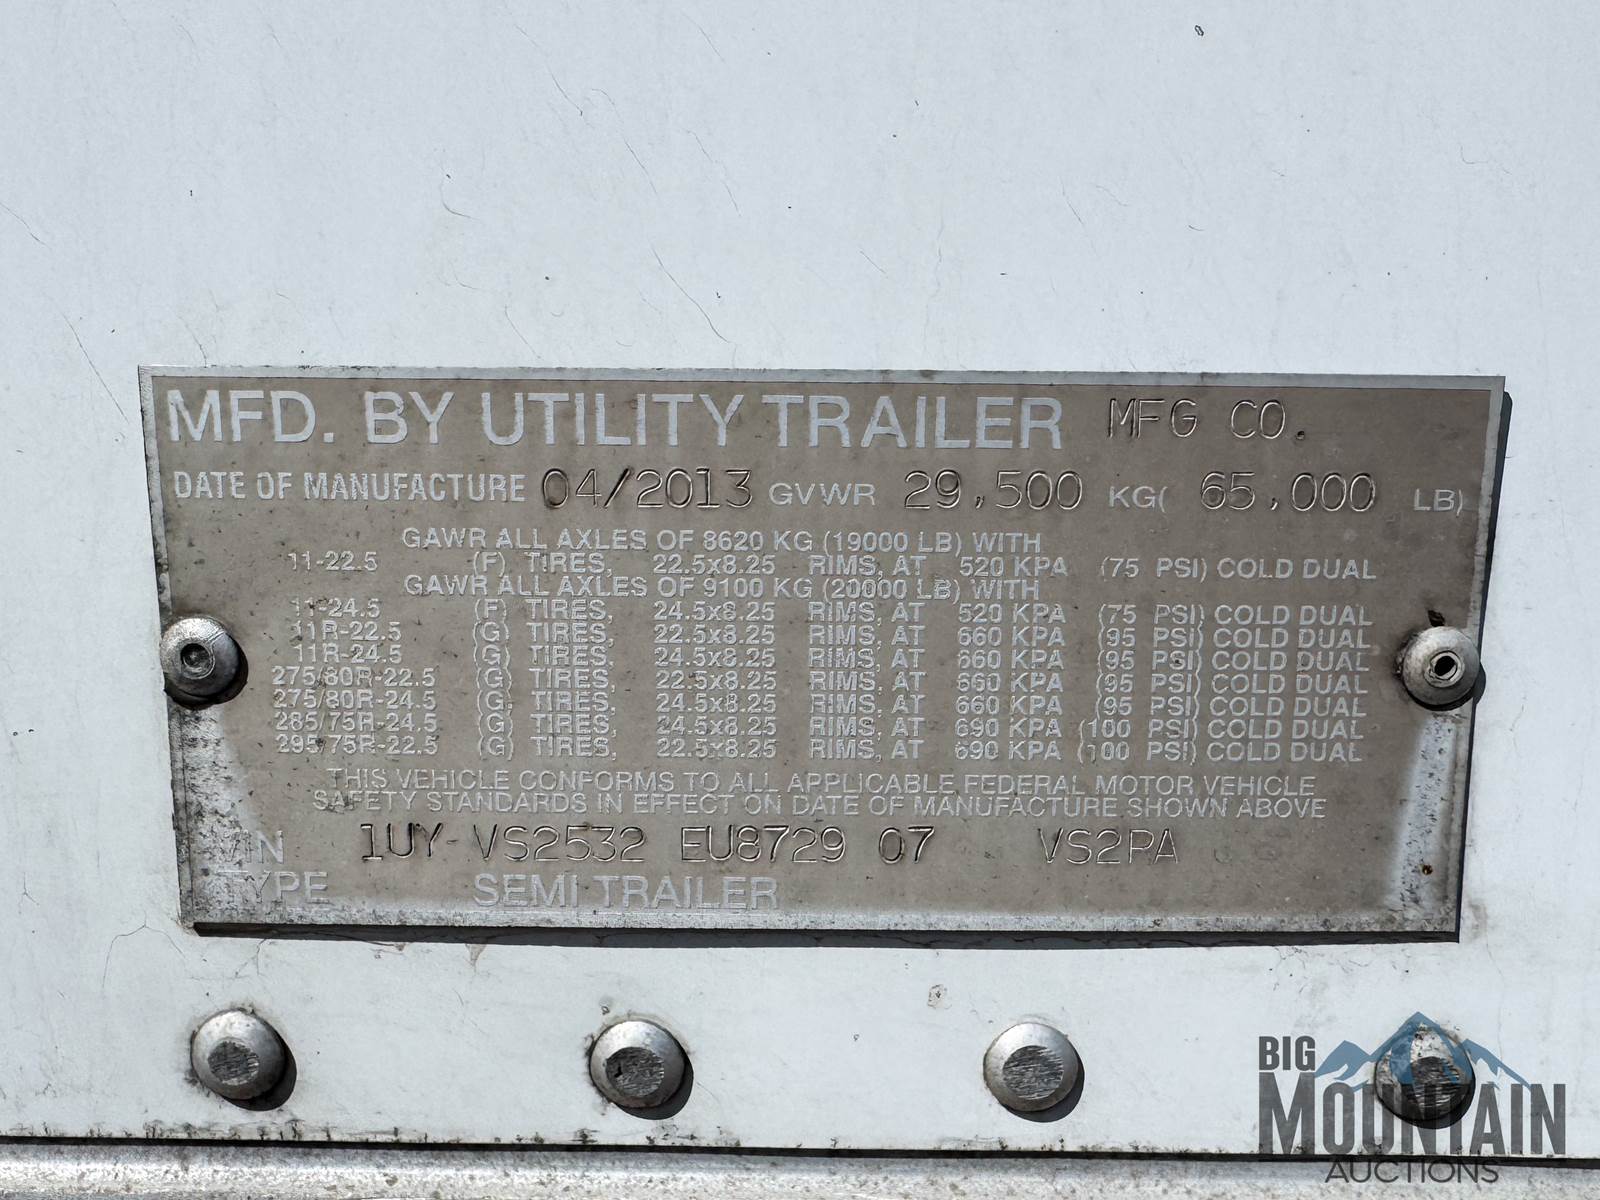 MFD. BY UTILITY TRAILER MFG CO.
DATE OF MANUFACTURE 04/2013 GVWR 29,500 KG( 65,000 LB)
GAWR ALL AXLES OF 8620 KG (19000 LB) WITH
11-22.5 (F) TIRES, 22.5x8.25 RIMS, AT 520 KPA (75 PSI) COLD DUAL
GAWR ALL AXLES OF 9100 KG (20000 LB) WITH
11-24.5 (F) TIRES, 24.5x8.25 RIMS, AT 520 KPA (75 PSI) COLD DUAL
11R-22.5 (G) TIRES, 22.5x8.25 RIMS, AT 660 KPA (95 PSI) COLD DUAL
11R-24.5 (G) TIRES, 24.5x8.25 RIMS, AT 660 KPA (95 PSI) COLD DUAL
275/80R-22.5 (G) TIRES, 22.5x8.25 RIMS, AT 660 KPA (95 PSI) COLD DUAL
275/80R-24.5 (G) TIRES, 24.5x8.25 RIMS, AT 660 KPA (95 PSI) COLD DUAL
285/75R-24.5 (G) TIRES, 24.5x8.25 RIMS, AT 690 KPA (100 PSI) COLD DUAL
295/75R-22.5 (G) TIRES, 22.5x8.25 RIMS, AT 690 KPA (100 PSI) COLD DUAL
THIS VEHICLE CONFORMS TO ALL APPLICABLE FEDERAL MOTOR VEHICLE
SAFETY STANDARDS IN EFFECT ON DATE OF MANUFACTURE SHOWN ABOVE
VIN 1UY-VS2532 EU8729 07 VS2PA
TYPE SEMI TRAILER
BIG
MOUNTAIN
AUCTIONS